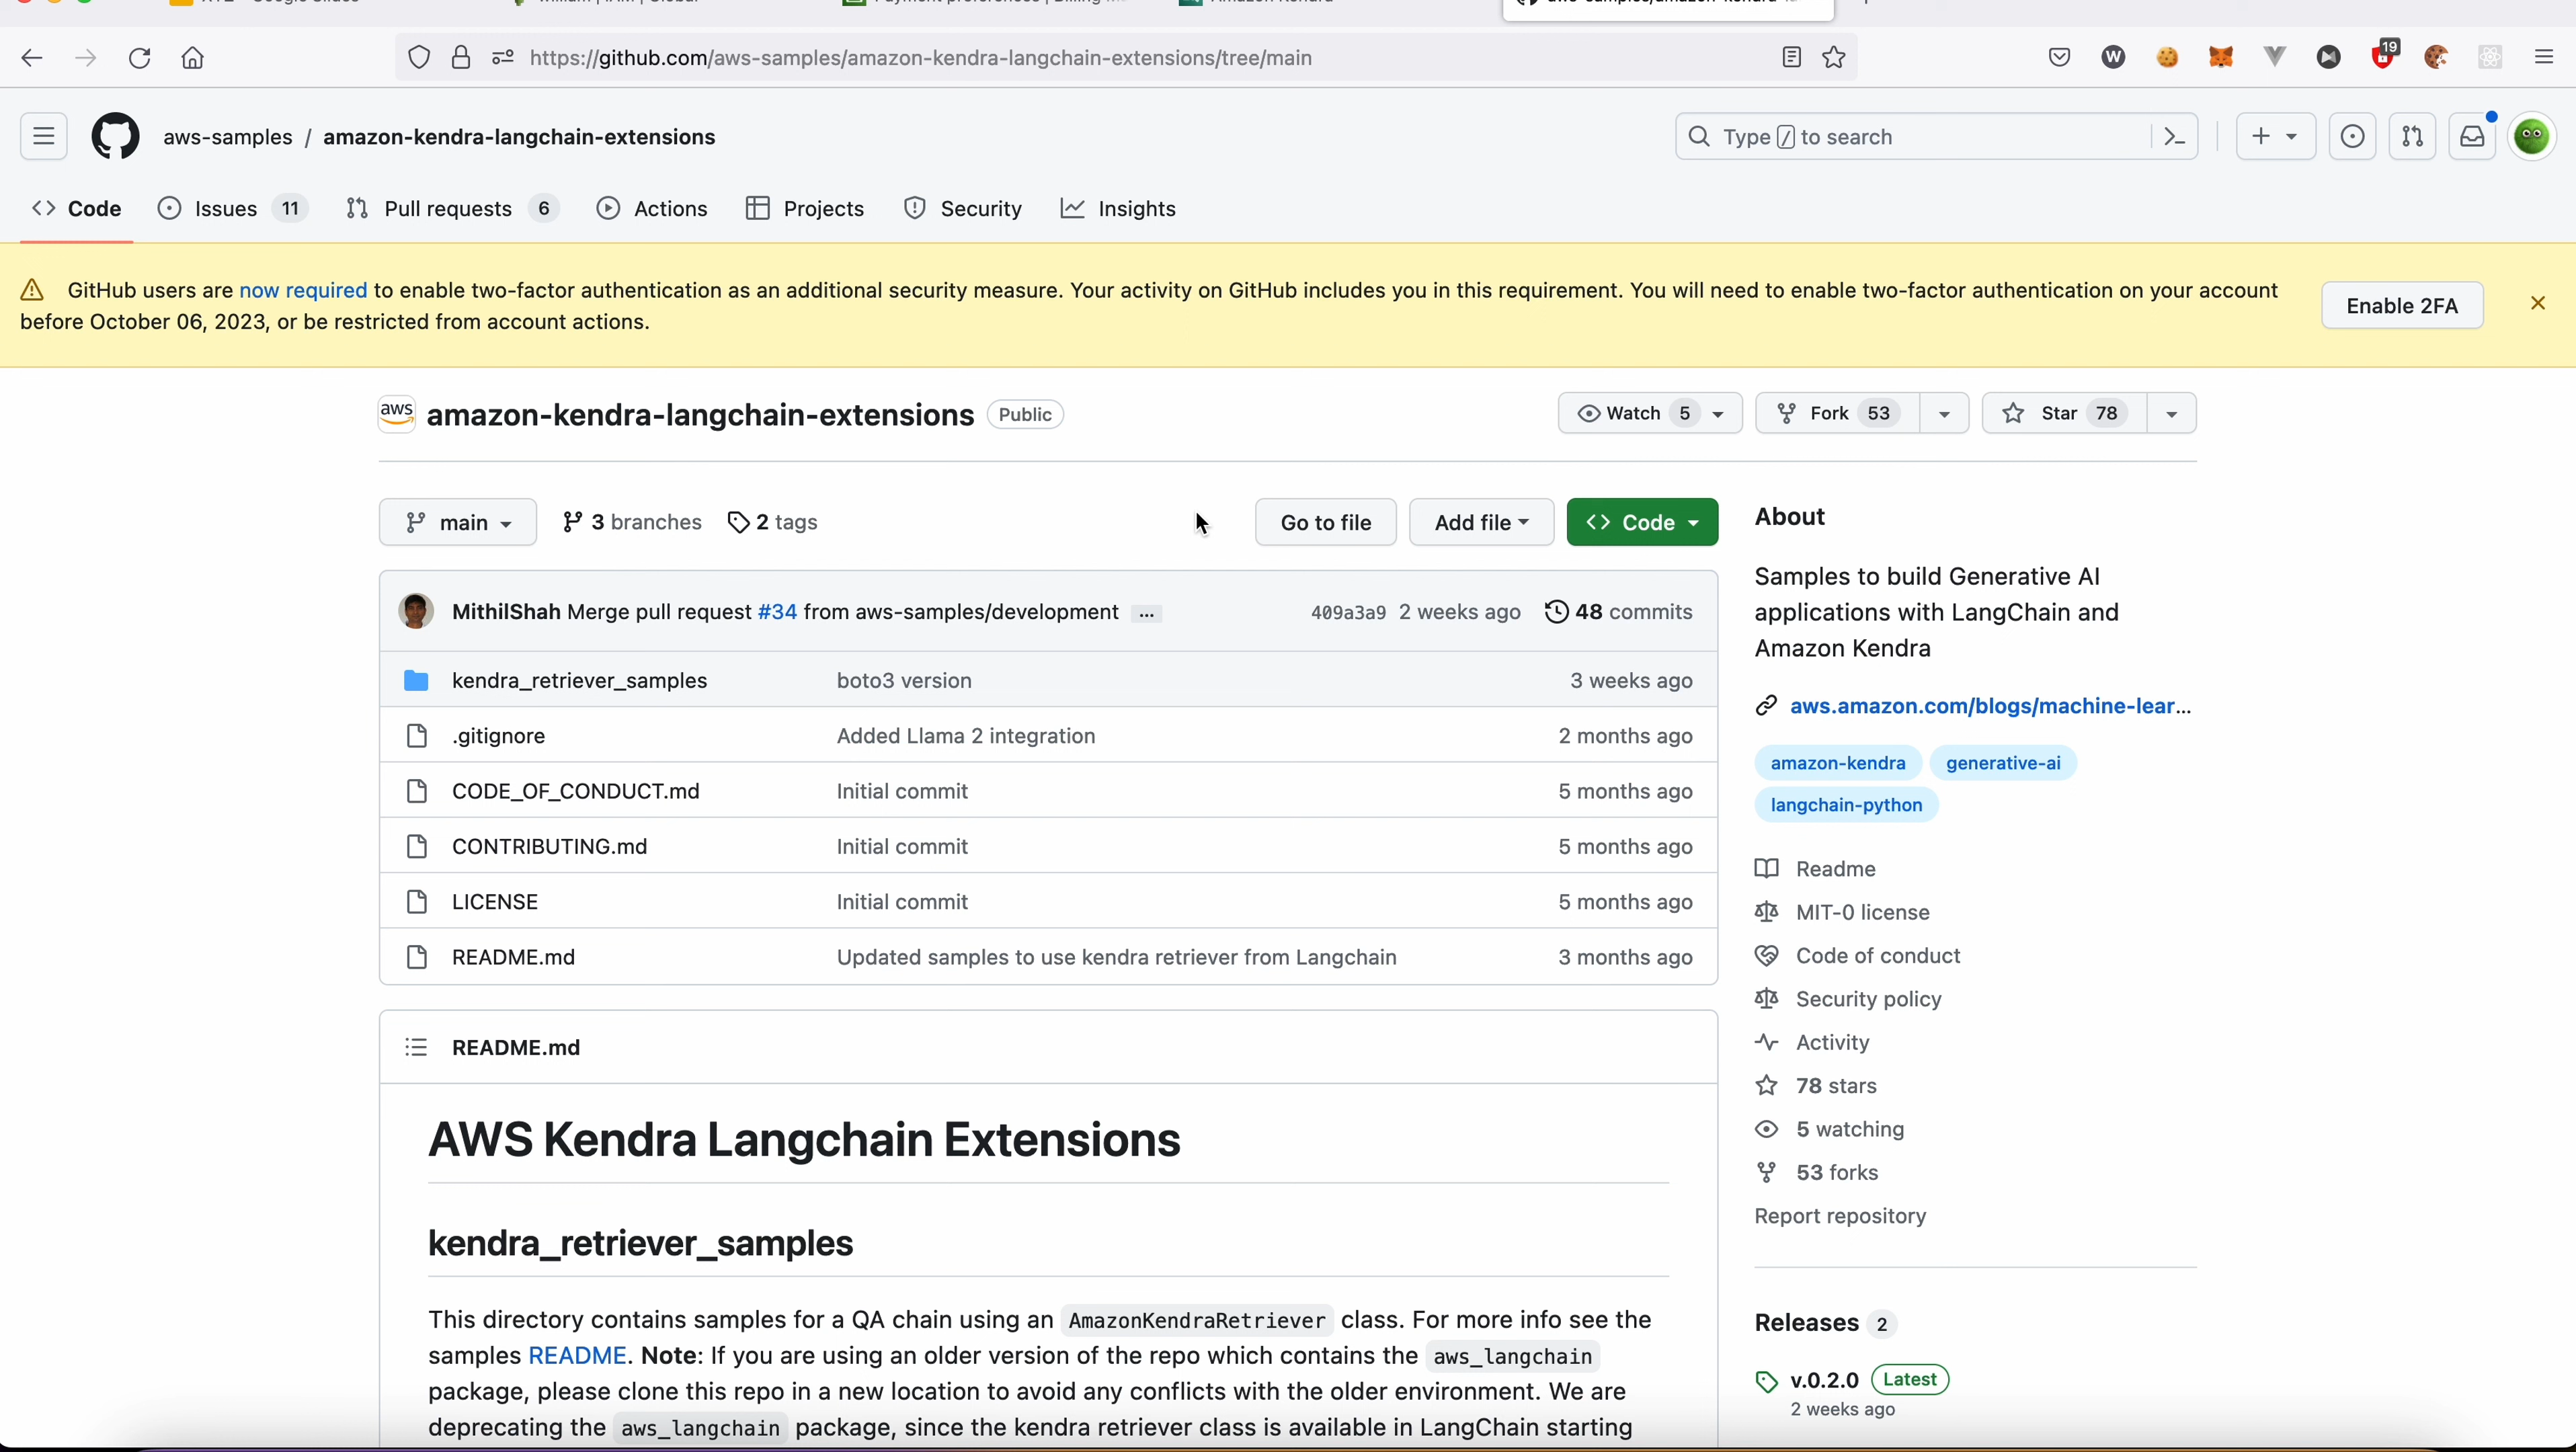 https://github.com/aws-samples/amazon-kendra-langchain-extensions/tree/main
W
19
aws-samples / amazon-kendra-langchain-extensions
Type / to search
Code
Issues 11
Pull requests 6
Actions
Projects
Security
Insights
GitHub users are now required to enable two-factor authentication as an additional security measure. Your activity on GitHub includes you in this requirement. You will need to enable two-factor authentication on your account
before October 06, 2023, or be restricted from account actions.
Enable 2FA
aws
amazon-kendra-langchain-extensions
Public
Watch 5
Fork 53
Star 78
main
3 branches
2 tags
Go to file
Add file
Code
MithilShah Merge pull request #34 from aws-samples/development ...
409a3a9 2 weeks ago
48 commits
kendra_retriever_samples
boto3 version
3 weeks ago
.gitignore
Added Llama 2 integration
2 months ago
CODE_OF_CONDUCT.md
Initial commit
5 months ago
CONTRIBUTING.md
Initial commit
5 months ago
LICENSE
Initial commit
5 months ago
README.md
Updated samples to use kendra retriever from Langchain
3 months ago
README.md
AWS Kendra Langchain Extensions
kendra_retriever_samples
This directory contains samples for a QA chain using an AmazonKendraRetriever class. For more info see the
samples README. Note: If you are using an older version of the repo which contains the aws_langchain
package, please clone this repo in a new location to avoid any conflicts with the older environment. We are
deprecating the aws_langchain package, since the kendra retriever class is available in LangChain starting
About
Samples to build Generative AI
applications with LangChain and
Amazon Kendra
aws.amazon.com/blogs/machine-lear...
amazon-kendra
generative-ai
langchain-python
Readme
MIT-0 license
Code of conduct
Security policy
Activity
78 stars
5 watching
53 forks
Report repository
Releases 2
v.0.2.0 Latest
2 weeks ago